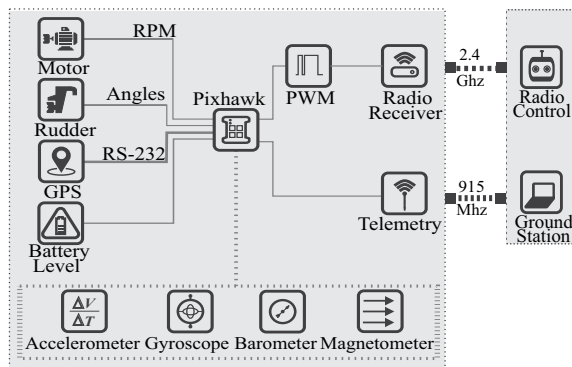 RPM
Motor
Angles
Rudder
Pixhawk
RS-232
GPS
Battery
Level
PWM
Radio
Receiver
2.4
Ghz
Radio
Control
Telemetry
915
Mhz
Ground
Station
ΔV
ΔT
Accelerometer
Gyroscope
Barometer
Magnetometer